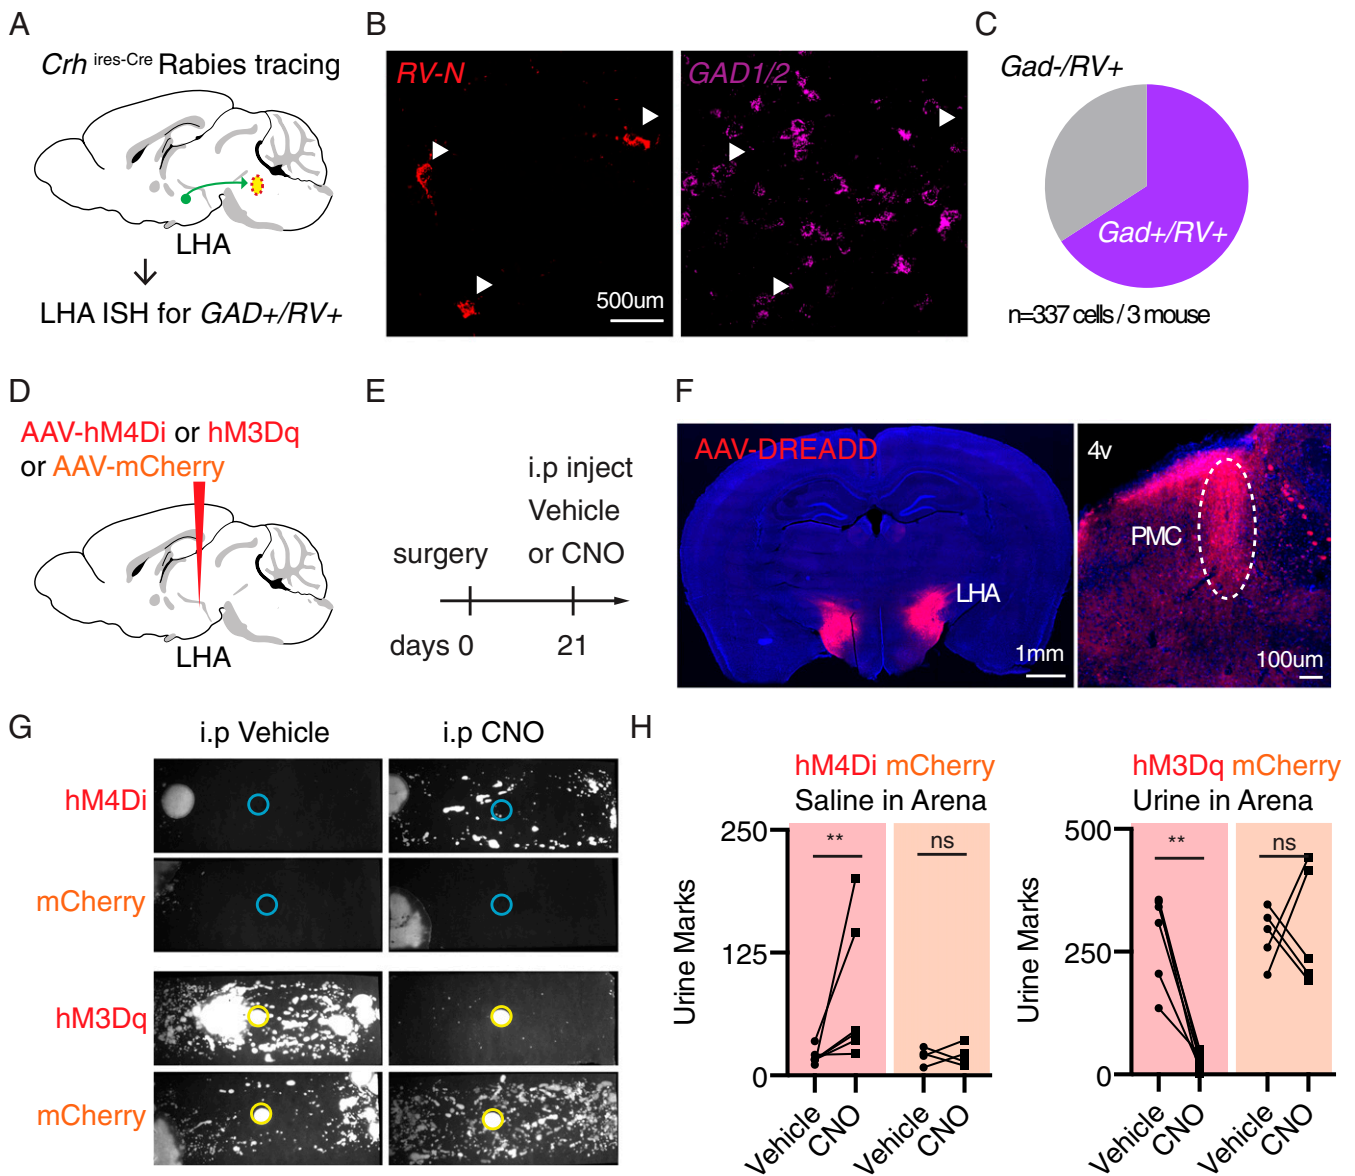 A
Crh ires-Cre Rabies tracing
LHA
LHA ISH for GAD+/RV+
B
RV-N
500um
GAD1/2
C
Gad-/RV+
Gad+/RV+
n=337 cells / 3 mouse
D
AAV-hM4Di or hM3Dq
or AAV-mCherry
LHA
E
i.p inject
Vehicle
or CNO
surgery
days 0
21
F
AAV-DREADD
LHA
1mm
4v
PMC
100um
G
i.p Vehicle
i.p CNO
hM4Di
mCherry
hM3Dq
mCherry
H
hM4Di mCherry
Saline in Arena
Urine Marks
250
125
0
**
ns
Vehicle
CNO
Vehicle
CNO
hM3Dq mCherry
Urine in Arena
Urine Marks
500
250
0
**
ns
Vehicle
CNO
Vehicle
CNO